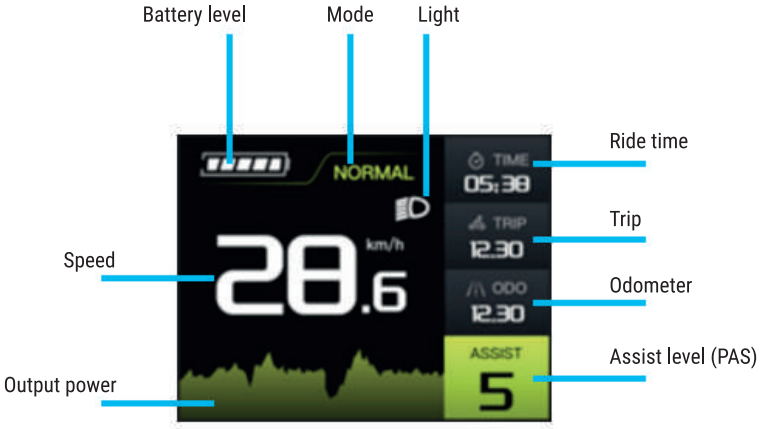 Battery level
Mode
Light
Ride time
TIME
05:38
NORMAL
Trip
TRIP
12.30
Speed
km/h
28.6
Odometer
ODO
12.30
Assist level (PAS)
ASSIST
5
Output power